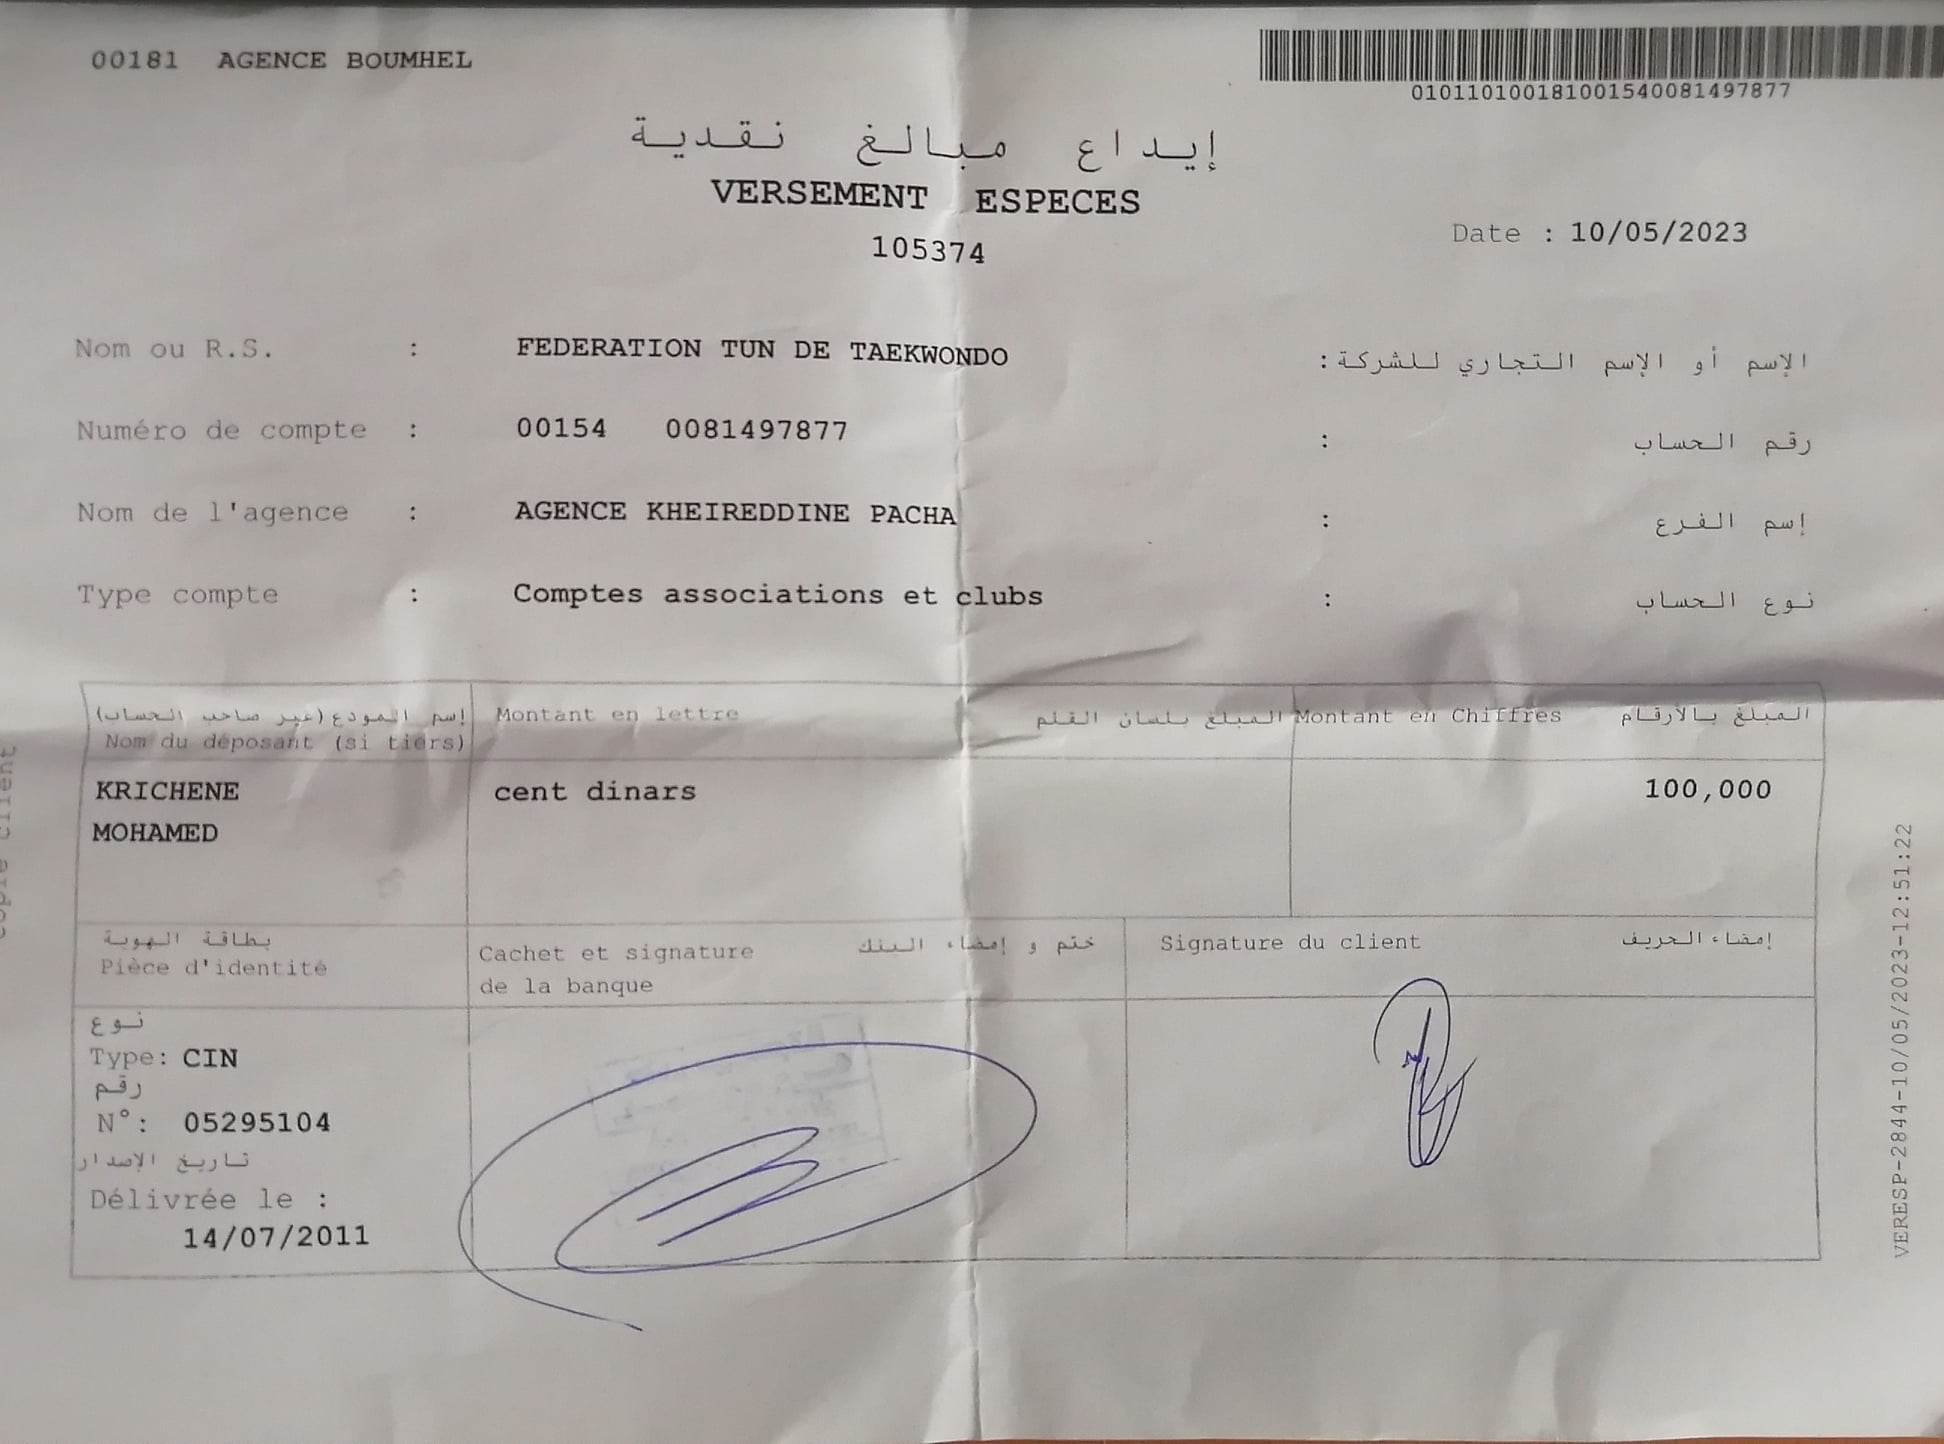 00181 AGENCE BOUMHEL
010110100181001540081497877
إيداع مبالغ نقدية
VERSEMENT ESPECES
105374
Date : 10/05/2023
Nom ou R.S. : FEDERATION TUN DE TAEKWONDO الإسم أو الإسم التجاري للشركة :
Numéro de compte : 00154 0081497877 رقم الحساب :
Nom de l'agence : AGENCE KHEIREDDINE PACHA إسم الفرع :
Type compte : Comptes associations et clubs نوع الحساب :
إسم المودع (غير صاحب الحساب)
Nom du déposant (si tiers)
Montant en lettre المبلغ بلسان القلم
Montant en Chiffres المبلغ بالأرقام
KRICHENE
MOHAMED
cent dinars
100,000
بطاقة الهوية
Pièce d'identité
Cachet et signature ختم و إمضاء البنك
de la banque
Signature du client إمضاء الحريف
نوع
Type: CIN
رقم
N°: 05295104
تاريخ الإصدار
Délivrée le :
14/07/2011
VERESP-2844-10/05/2023-12:51:22
copie client